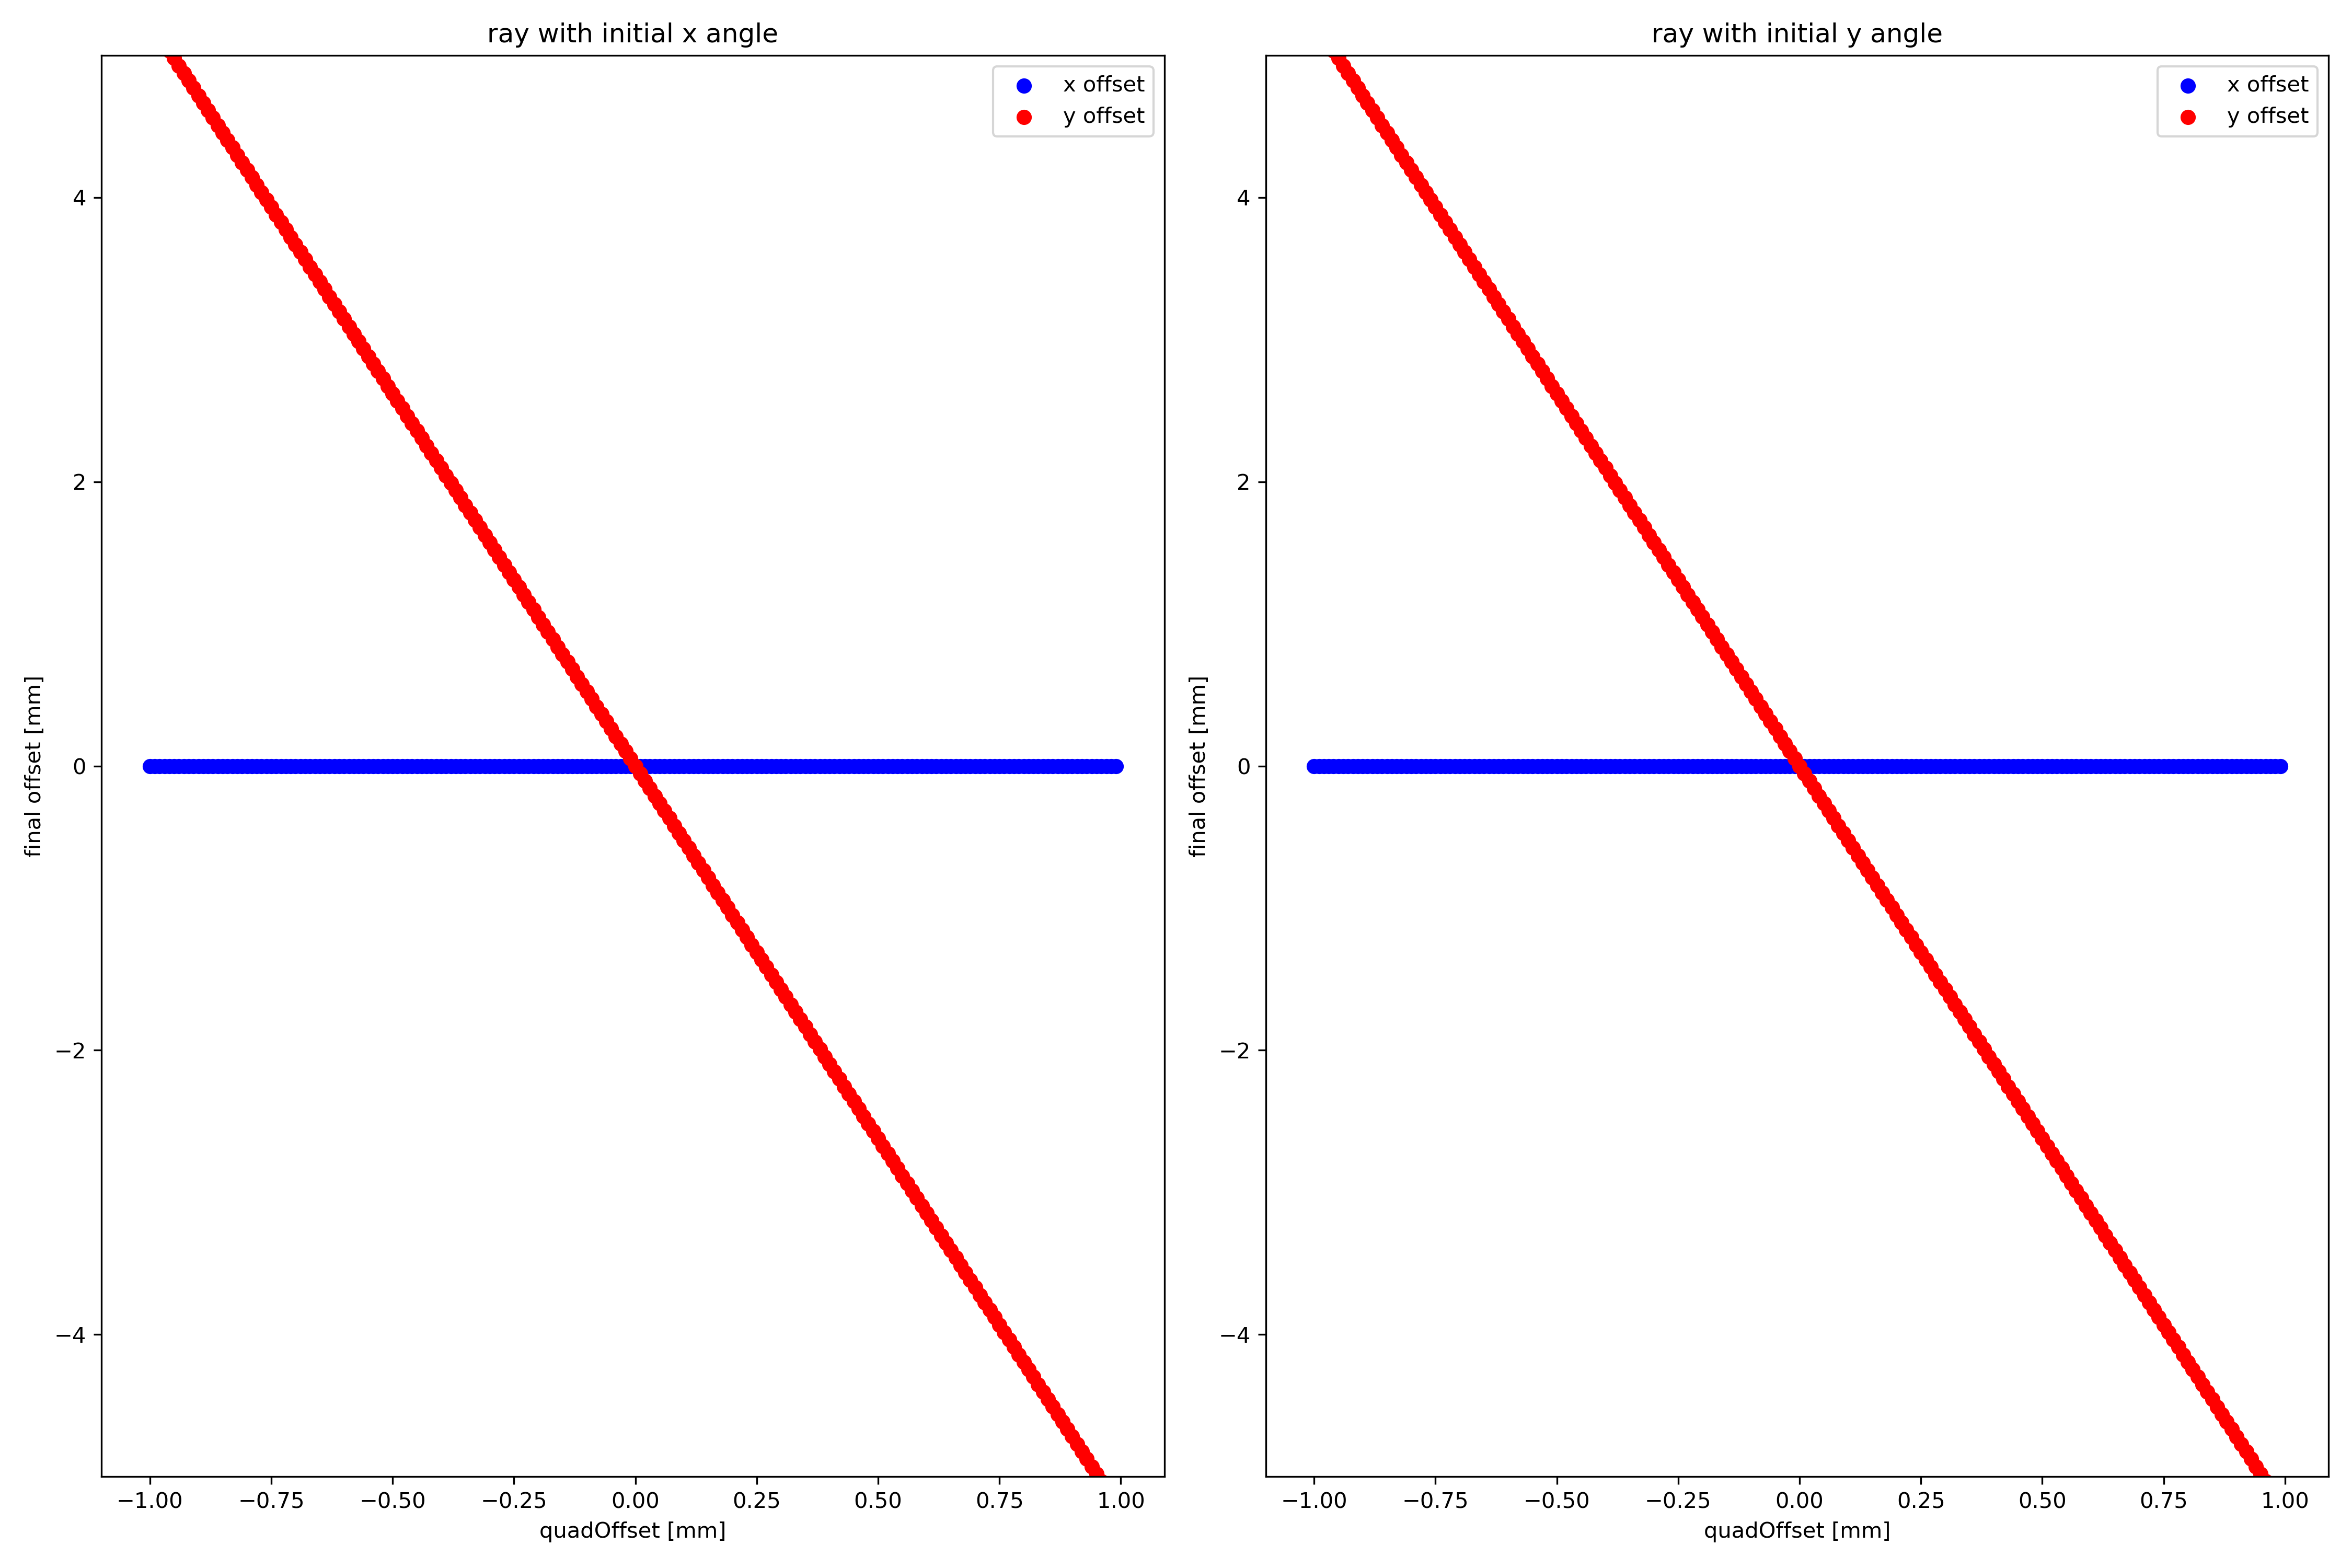 ray with initial x angle
x offset
y offset
4
2
0
−2
−4
final offset [mm]
−1.00 −0.75 −0.50 −0.25 0.00 0.25 0.50 0.75 1.00
quadOffset [mm]
ray with initial y angle
x offset
y offset
4
2
0
−2
−4
final offset [mm]
−1.00 −0.75 −0.50 −0.25 0.00 0.25 0.50 0.75 1.00
quadOffset [mm]